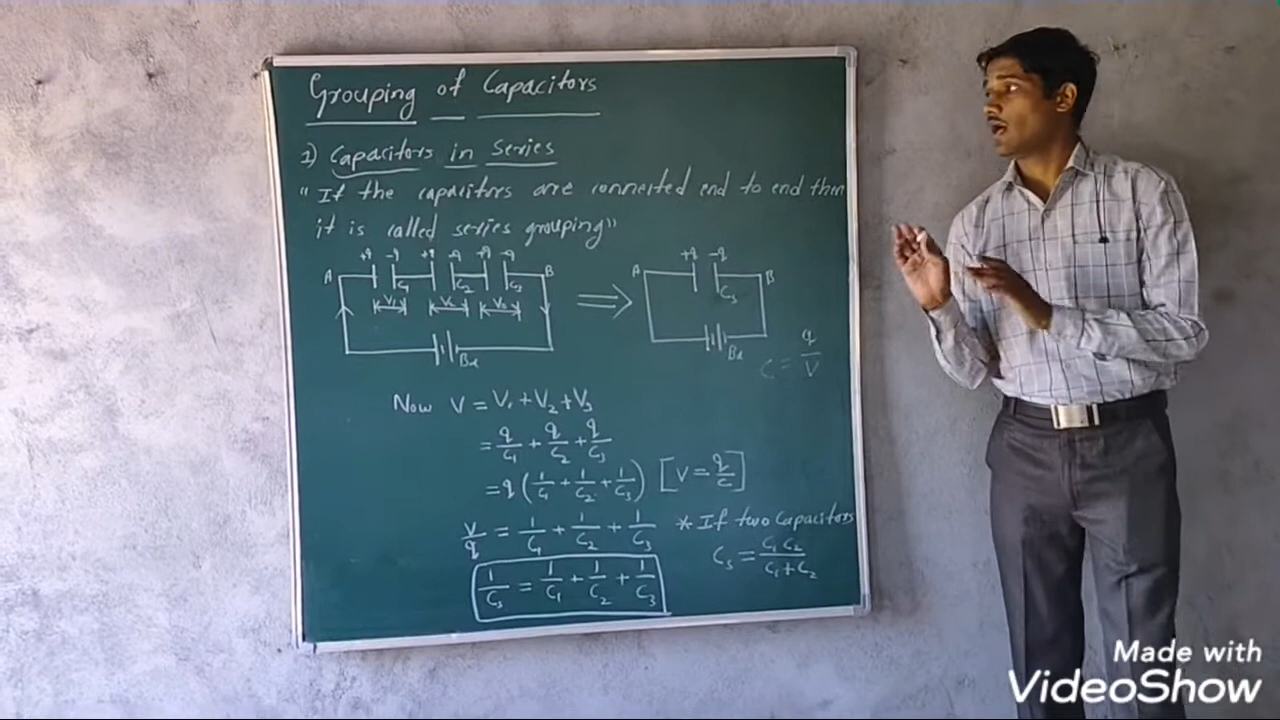 Grouping of Capacitors
1) Capacitors in Series
"If the capacitors are connected end to end then
it is called series grouping"
+q -q +q -q +q -q
A C₁ C₂ C₃ B
V₁ V₂ V₃
+q -q
A B
Cs
C = q/V
Now V = V₁ + V₂ + V₃
= q/C₁ + q/C₂ + q/C₃
= q (1/C₁ + 1/C₂ + 1/C₃) [V = q/C]
V/q = 1/C₁ + 1/C₂ + 1/C₃
* If two Capacitors
1/Cs = 1/C₁ + 1/C₂ + 1/C₃
Cs = C₁ C₂/C₁ + C₂
Made with
VideoShow